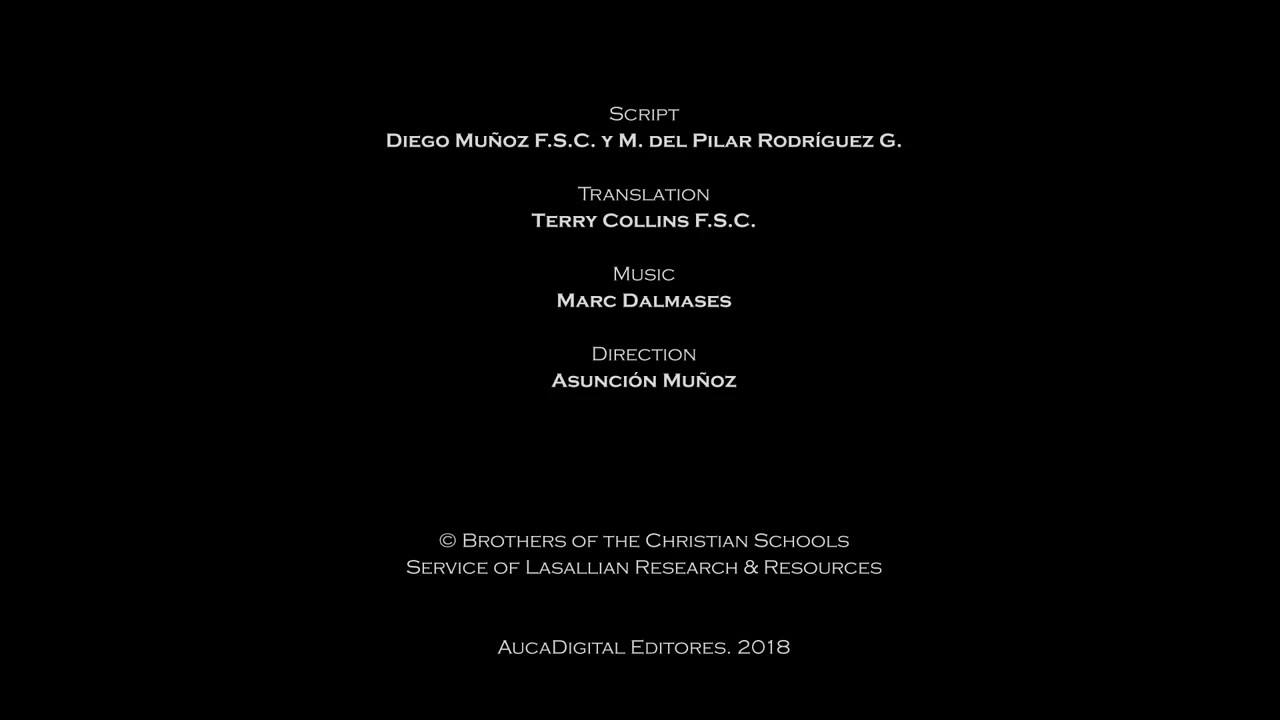 Script
Diego Muñoz F.S.C. y M. del Pilar Rodríguez G.
Translation
Terry Collins F.S.C.
Music
Marc Dalmases
Direction
Asunción Muñoz
© Brothers of the Christian Schools
Service of Lasallian Research & Resources
AucaDigital Editores. 2018